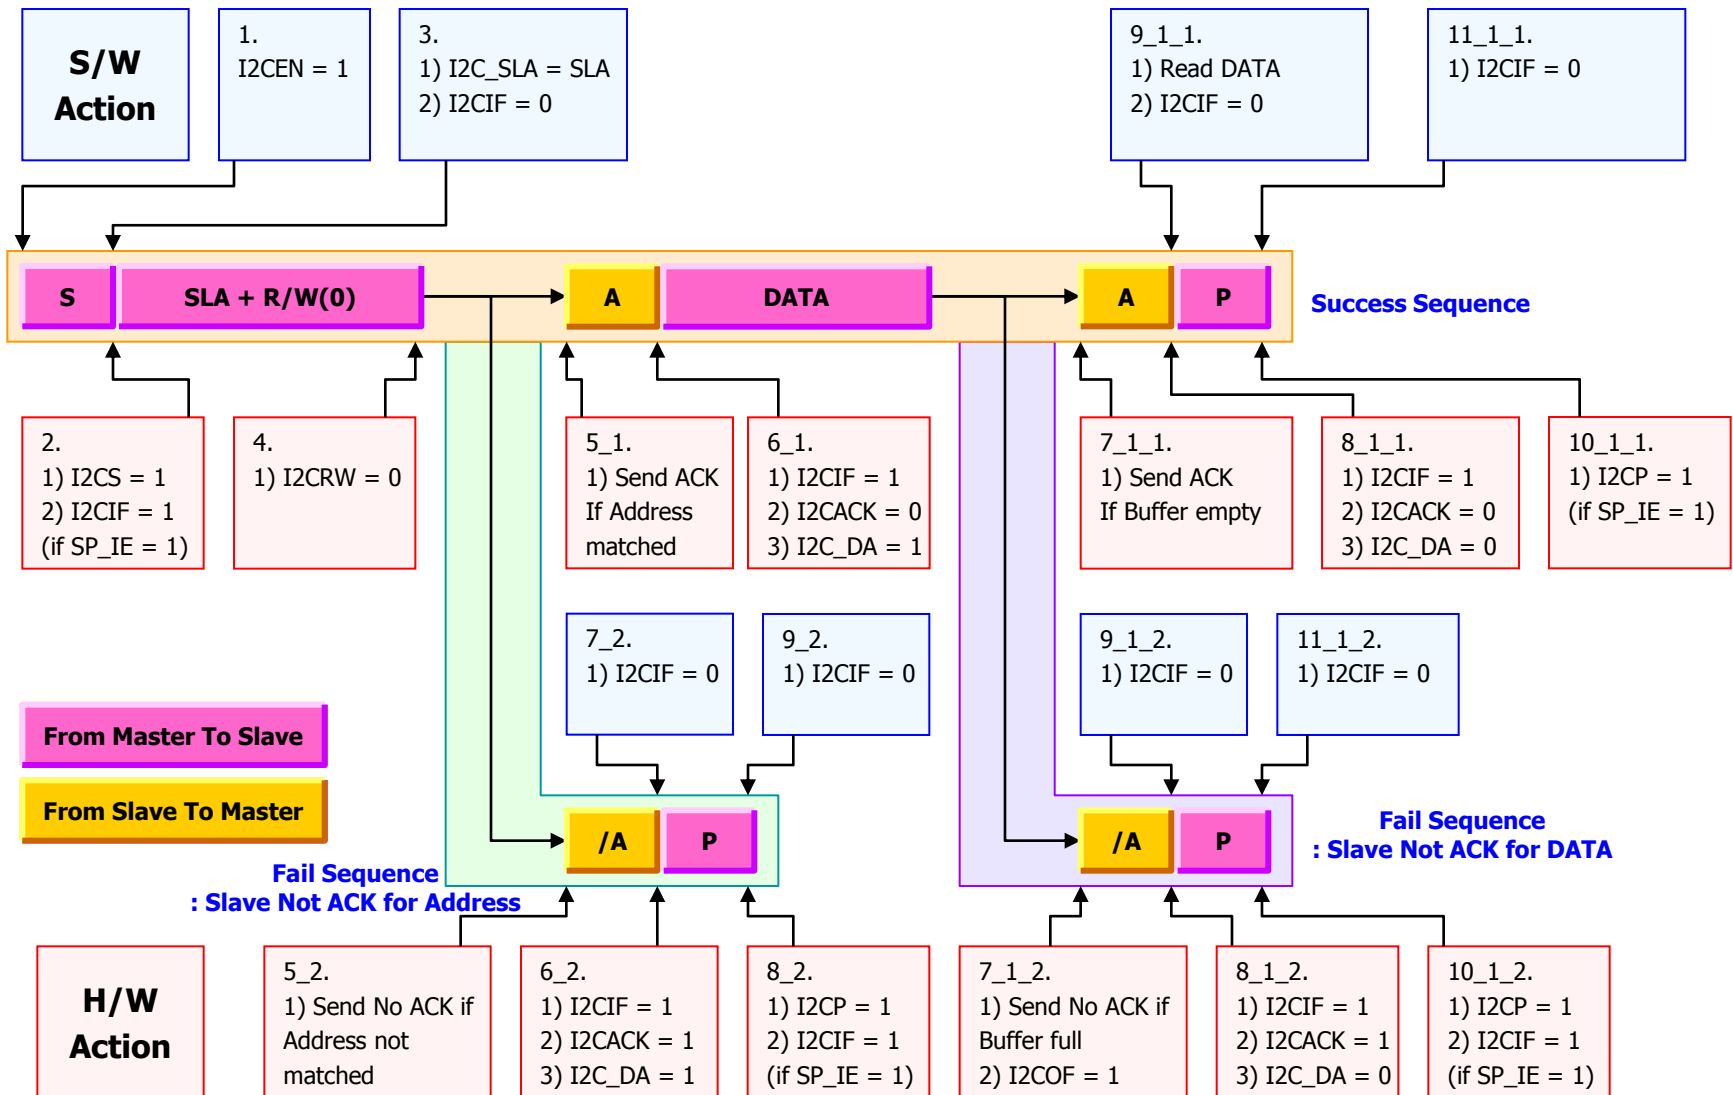 S/W
Action
1.
I2CEN = 1
3.
1) I2C_SLA = SLA
2) I2CIF = 0
9_1_1.
1) Read DATA
2) I2CIF = 0
11_1_1.
1) I2CIF = 0
S
SLA + R/W(0)
A
DATA
A
P
Success Sequence
2.
1) I2CS = 1
2) I2CIF = 1
(if SP_IE = 1)
4.
1) I2CRW = 0
5_1.
1) Send ACK
If Address
matched
6_1.
1) I2CIF = 1
2) I2CACK = 0
3) I2C_DA = 1
7_1_1.
1) Send ACK
If Buffer empty
8_1_1.
1) I2CIF = 1
2) I2CACK = 0
3) I2C_DA = 0
10_1_1.
1) I2CP = 1
(if SP_IE = 1)
7_2.
1) I2CIF = 0
9_2.
1) I2CIF = 0
9_1_2.
1) I2CIF = 0
11_1_2.
1) I2CIF = 0
From Master To Slave
From Slave To Master
/A
P
Fail Sequence
: Slave Not ACK for Address
/A
P
Fail Sequence
: Slave Not ACK for DATA
H/W
Action
5_2.
1) Send No ACK if
Address not
matched
6_2.
1) I2CIF = 1
2) I2CACK = 1
3) I2C_DA = 1
8_2.
1) I2CP = 1
2) I2CIF = 1
(if SP_IE = 1)
7_1_2.
1) Send No ACK if
Buffer full
2) I2COF = 1
8_1_2.
1) I2CIF = 1
2) I2CACK = 1
3) I2C_DA = 0
10_1_2.
1) I2CP = 1
2) I2CIF = 1
(if SP_IE = 1)